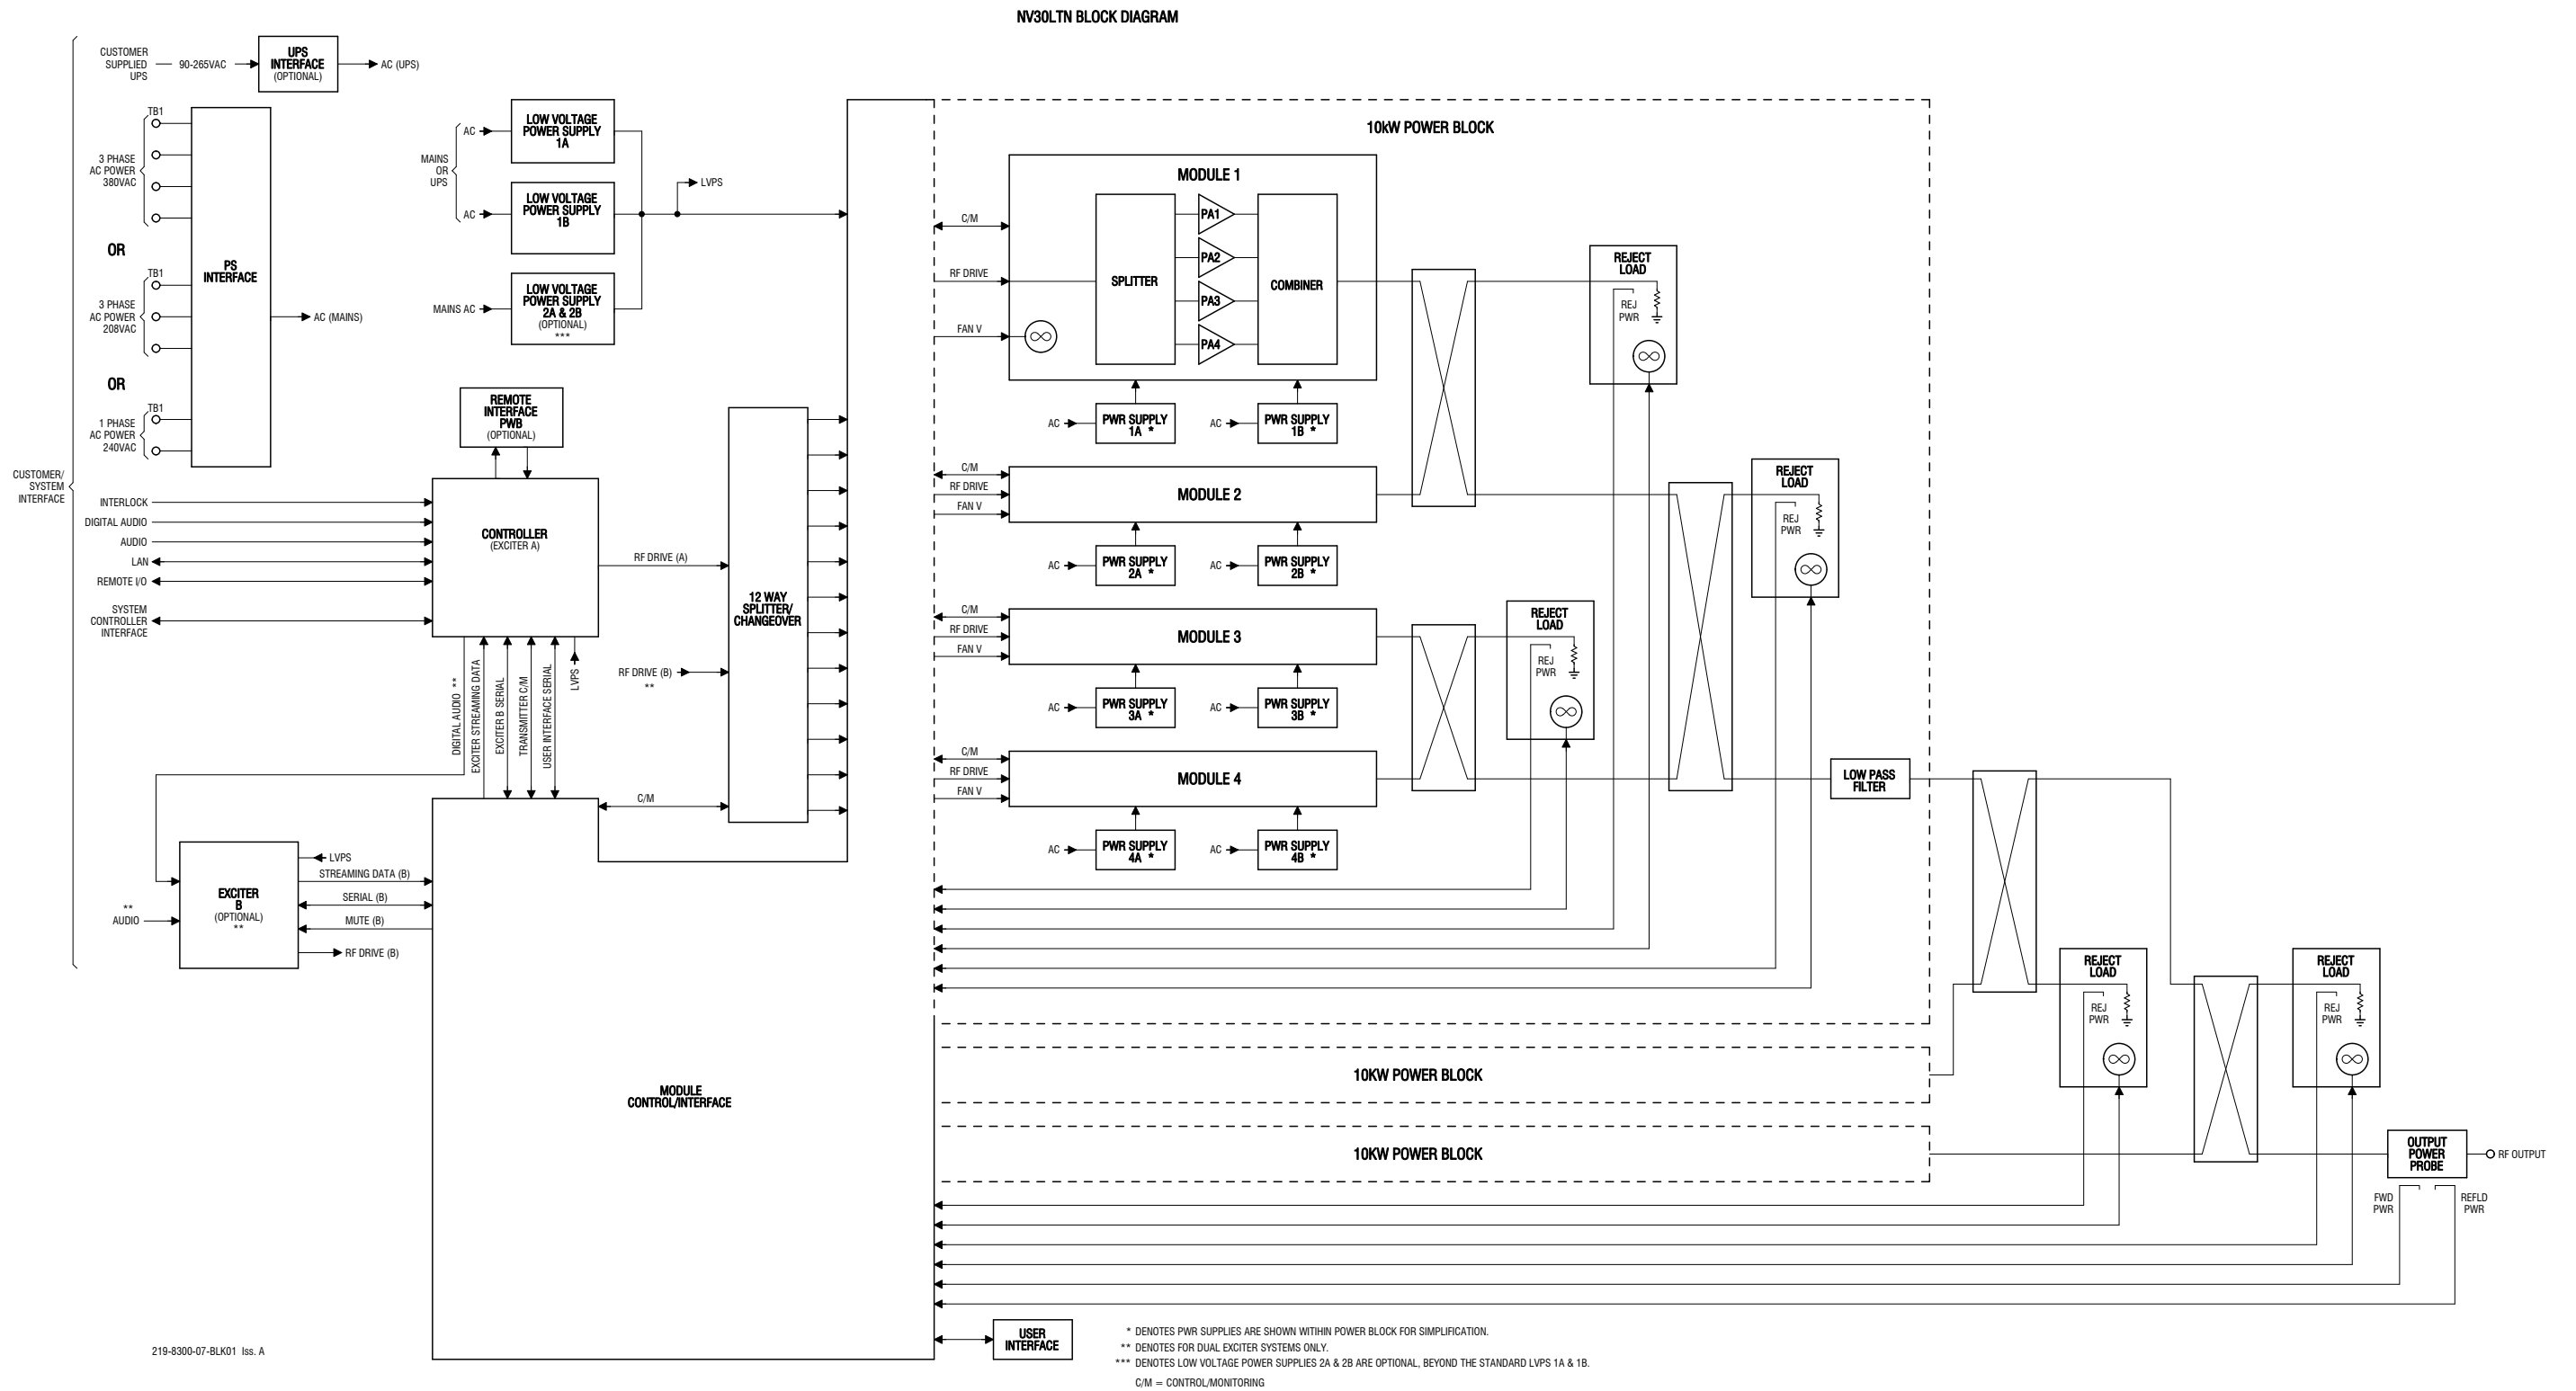 NV30LTN BLOCK DIAGRAM
CUSTOMER
SUPPLIED
UPS
90-265VAC
UPS
INTERFACE
(OPTIONAL)
AC (UPS)
TB1
3 PHASE
AC POWER
380VAC
OR
TB1
3 PHASE
AC POWER
208VAC
OR
TB1
1 PHASE
AC POWER
240VAC
PS
INTERFACE
AC (MAINS)
CUSTOMER/
SYSTEM
INTERFACE
INTERLOCK
DIGITAL AUDIO
AUDIO
LAN
REMOTE I/O
SYSTEM
CONTROLLER
INTERFACE
MAINS
OR
UPS
AC
LOW VOLTAGE
POWER SUPPLY
1A
AC
LOW VOLTAGE
POWER SUPPLY
1B
LVPS
MAINS AC
LOW VOLTAGE
POWER SUPPLY
2A & 2B
(OPTIONAL)
***
REMOTE
INTERFACE
PWB
(OPTIONAL)
CONTROLLER
(EXCITER A)
RF DRIVE (A)
12 WAY
SPLITTER/
CHANGEOVER
RF DRIVE (B)
**
DIGITAL AUDIO **
EXCITER STREAMING DATA
EXCITER B SERIAL
TRANSMITTER C/M
USER INTERFACE SERIAL
LVPS
C/M
**
AUDIO
EXCITER
B
(OPTIONAL)
**
LVPS
STREAMING DATA (B)
SERIAL (B)
MUTE (B)
RF DRIVE (B)
MODULE
CONTROL/INTERFACE
10kW POWER BLOCK
C/M
RF DRIVE
FAN V
MODULE 1
SPLITTER
PA1
PA2
PA3
PA4
COMBINER
AC
PWR SUPPLY
1A *
AC
PWR SUPPLY
1B *
C/M
RF DRIVE
FAN V
MODULE 2
AC
PWR SUPPLY
2A *
AC
PWR SUPPLY
2B *
C/M
RF DRIVE
FAN V
MODULE 3
AC
PWR SUPPLY
3A *
AC
PWR SUPPLY
3B *
C/M
RF DRIVE
FAN V
MODULE 4
AC
PWR SUPPLY
4A *
AC
PWR SUPPLY
4B *
REJECT
LOAD
REJ
PWR
REJECT
LOAD
REJ
PWR
REJECT
LOAD
REJ
PWR
LOW PASS
FILTER
REJECT
LOAD
REJ
PWR
REJECT
LOAD
REJ
PWR
10KW POWER BLOCK
10KW POWER BLOCK
OUTPUT
POWER
PROBE
RF OUTPUT
FWD
PWR
REFLD
PWR
USER
INTERFACE
* DENOTES PWR SUPPLIES ARE SHOWN WITIHIN POWER BLOCK FOR SIMPLIFICATION.
** DENOTES FOR DUAL EXCITER SYSTEMS ONLY.
*** DENOTES LOW VOLTAGE POWER SUPPLIES 2A & 2B ARE OPTIONAL, BEYOND THE STANDARD LVPS 1A & 1B.
C/M = CONTROL/MONITORING
219-8300-07-BLK01 Iss. A